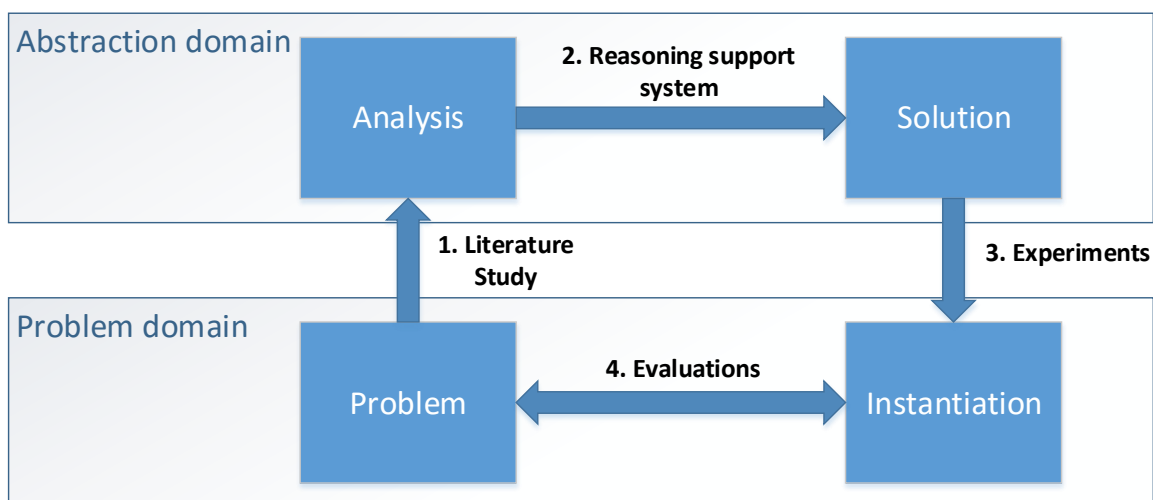 Abstraction domain
2. Reasoning support
system
Analysis
Solution
1. Literature
Study
3. Experiments
Problem domain
4. Evaluations
Problem
Instantiation